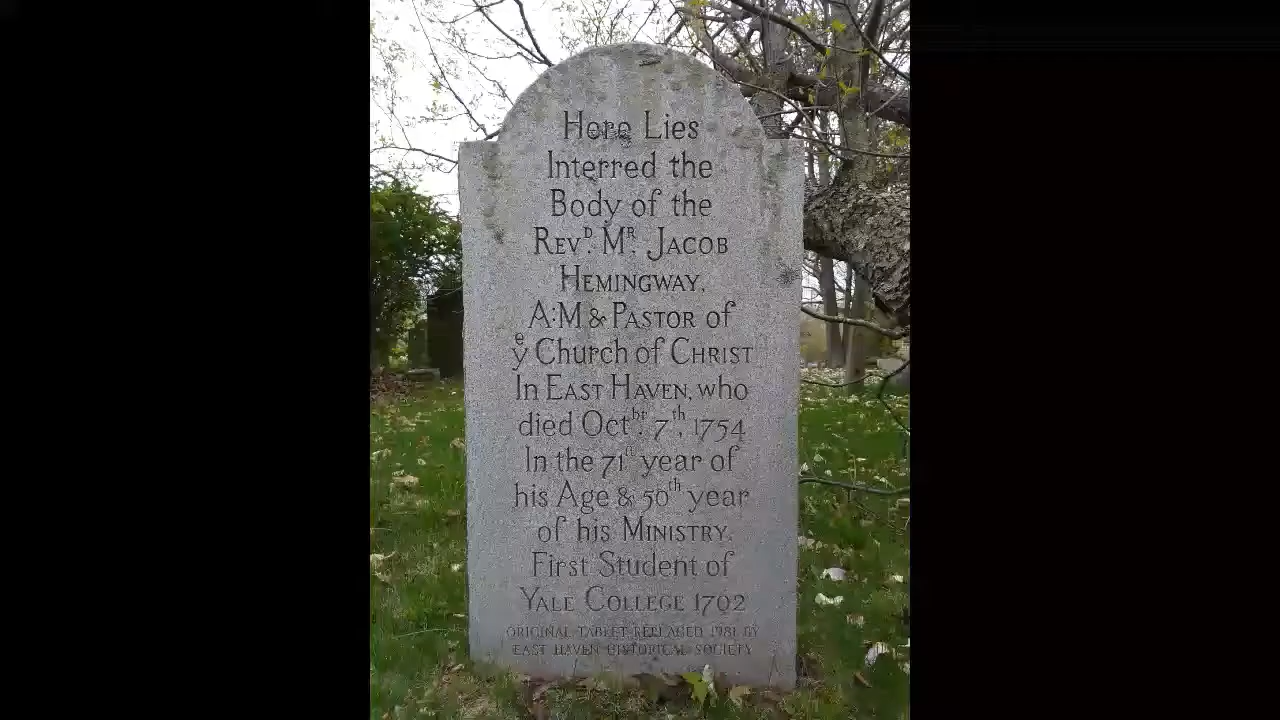 Here Lies
Interred the
Body of the
REVᴰ. Mᴿ. JACOB
HEMINGWAY,
A:M & PASTOR of
yᵉ Church of CHRIST
In EAST HAVEN, who
died Octᵇʳ. 7ᵗʰ, 1754
In the 71ˢᵗ year of
his Age & 50ᵗʰ year
of his MINISTRY.
First Student of
YALE COLLEGE 1702
ORIGINAL TABLET REPLACED 1981 BY
EAST HAVEN HISTORICAL SOCIETY